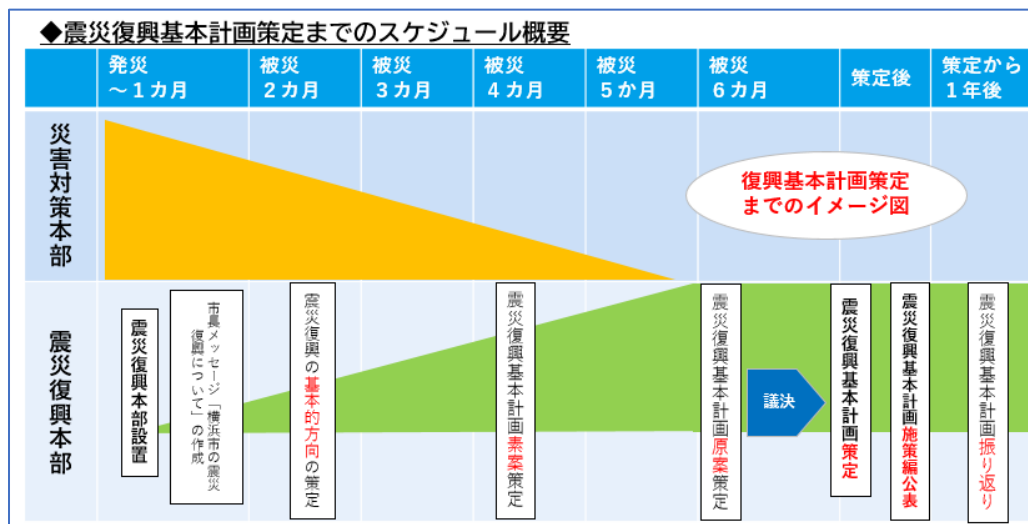 ◆震災復興基本計画策定までのスケジュール概要
発災
～１カ月
被災
２カ月
被災
３カ月
被災
４カ月
被災
５か月
被災
６カ月
策定後
策定から
１年後
災害対策本部
復興基本計画策定
までのイメージ図
震災復興本部
震災復興本部設置
市長メッセージ「横浜市の震災
復興について」の作成
震災復興の基本的方向の策定
震災復興基本計画素案策定
震災復興基本計画原案策定
議決
震災復興基本計画策定
震災復興基本計画施策編公表
震災復興基本計画振り返り